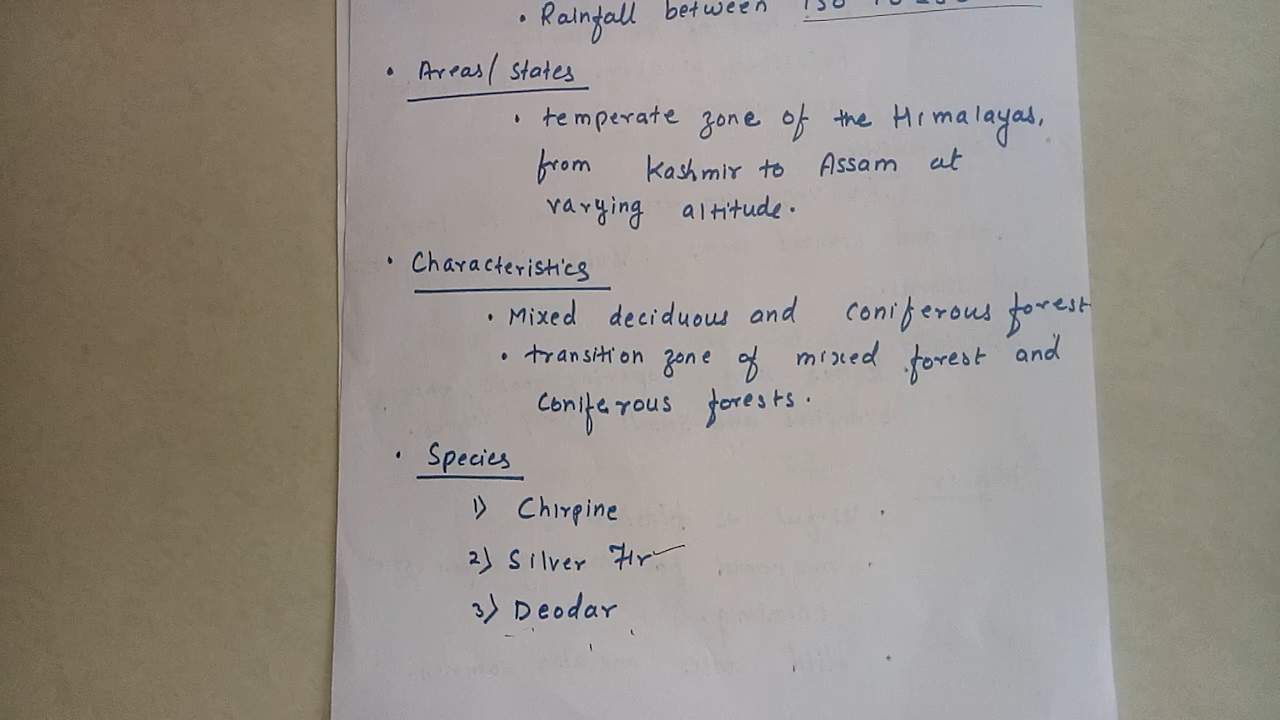 • Rainfall between
• Areas/ states
• temperate zone of the Himalayas,
from Kashmir to Assam at
varying altitude.
• Characteristics
• Mixed deciduous and coniferous forest
• transition zone of mixed forest and
coniferous forests.
• Species
1) Chirpine
2) Silver Fir
3) Deodar